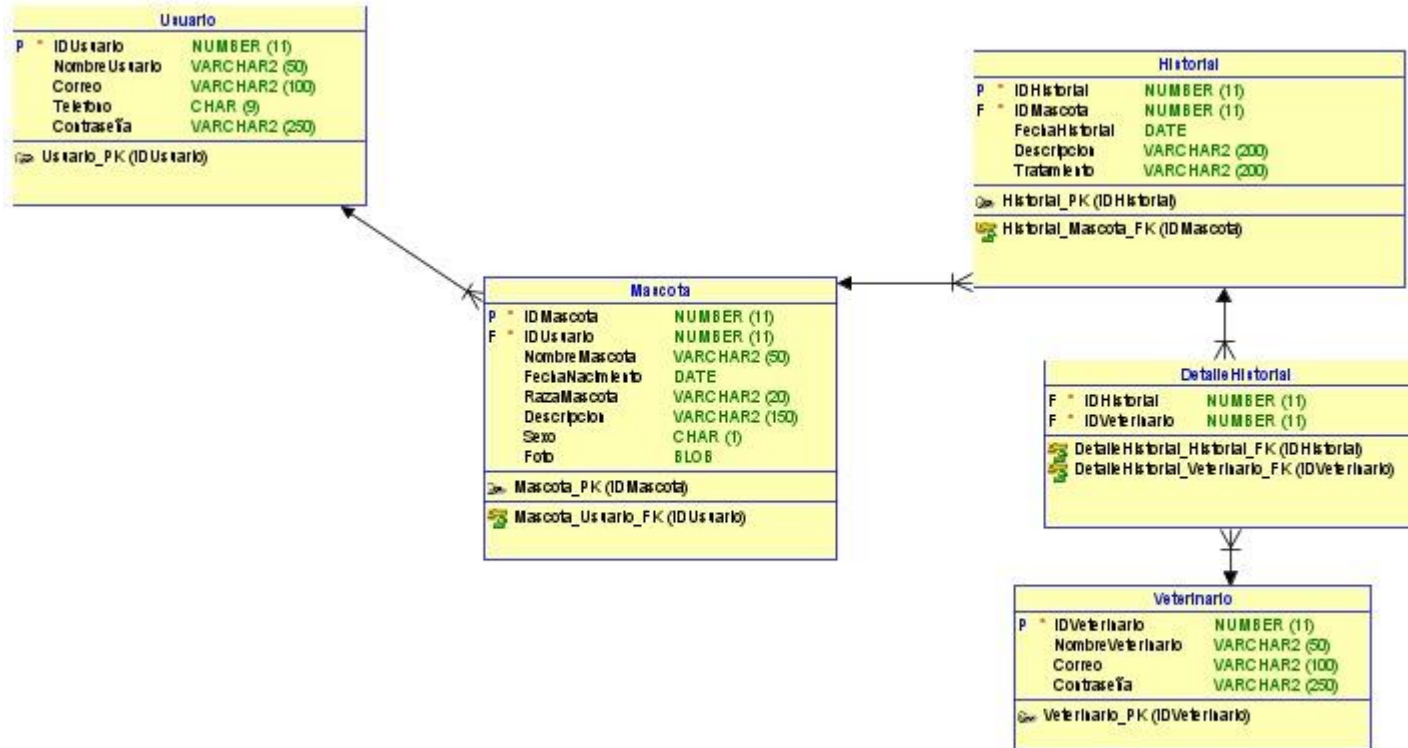 Usuario
P * IDUsuario NUMBER (11)
NombreUsuario VARCHAR2 (50)
Correo VARCHAR2 (100)
Telefono CHAR (9)
Contraseña VARCHAR2 (250)
Usuario_PK (IDUsuario)
Historial
P * IDHistorial NUMBER (11)
F * IDMascota NUMBER (11)
FechaHistorial DATE
Descripcion VARCHAR2 (200)
Tratamiento VARCHAR2 (200)
Historial_PK (IDHistorial)
Historial_Mascota_FK (IDMascota)
Mascota
P * IDMascota NUMBER (11)
F * IDUsuario NUMBER (11)
NombreMascota VARCHAR2 (50)
FechaNacimiento DATE
RazaMascota VARCHAR2 (20)
Descripcion VARCHAR2 (150)
Sexo CHAR (1)
Foto BLOB
Mascota_PK (IDMascota)
Mascota_Usuario_FK (IDUsuario)
DetalleHistorial
F * IDHistorial NUMBER (11)
F * IDVeterinario NUMBER (11)
DetalleHistorial_Historial_FK (IDHistorial)
DetalleHistorial_Veterinario_FK (IDVeterinario)
Veterinario
P * IDVeterinario NUMBER (11)
NombreVeterinario VARCHAR2 (50)
Correo VARCHAR2 (100)
Contraseña VARCHAR2 (250)
Veterinario_PK (IDVeterinario)